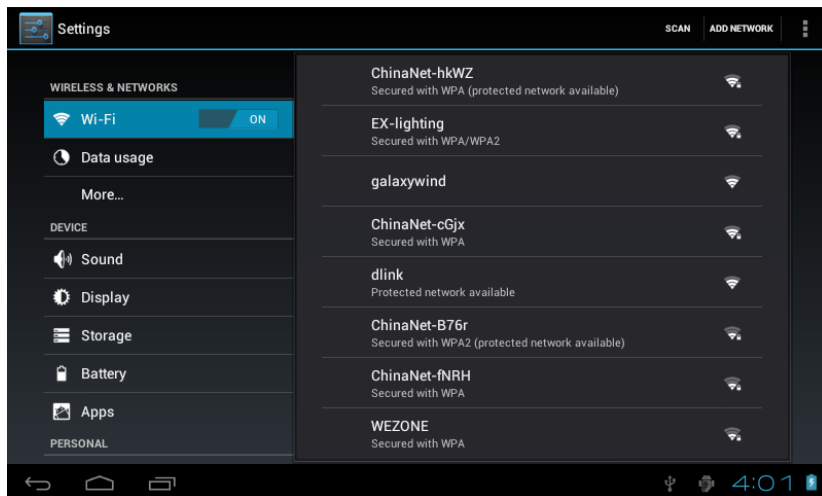 Settings
SCAN
ADD NETWORK
WIRELESS & NETWORKS
Wi-Fi
ON
Data usage
More...
DEVICE
Sound
Display
Storage
Battery
Apps
PERSONAL
ChinaNet-hkWZ
Secured with WPA (protected network available)
EX-lighting
Secured with WPA/WPA2
galaxywind
ChinaNet-cGjx
Secured with WPA
dlink
Protected network available
ChinaNet-B76r
Secured with WPA2 (protected network available)
ChinaNet-fNRH
Secured with WPA
WEZONE
Secured with WPA
4:01